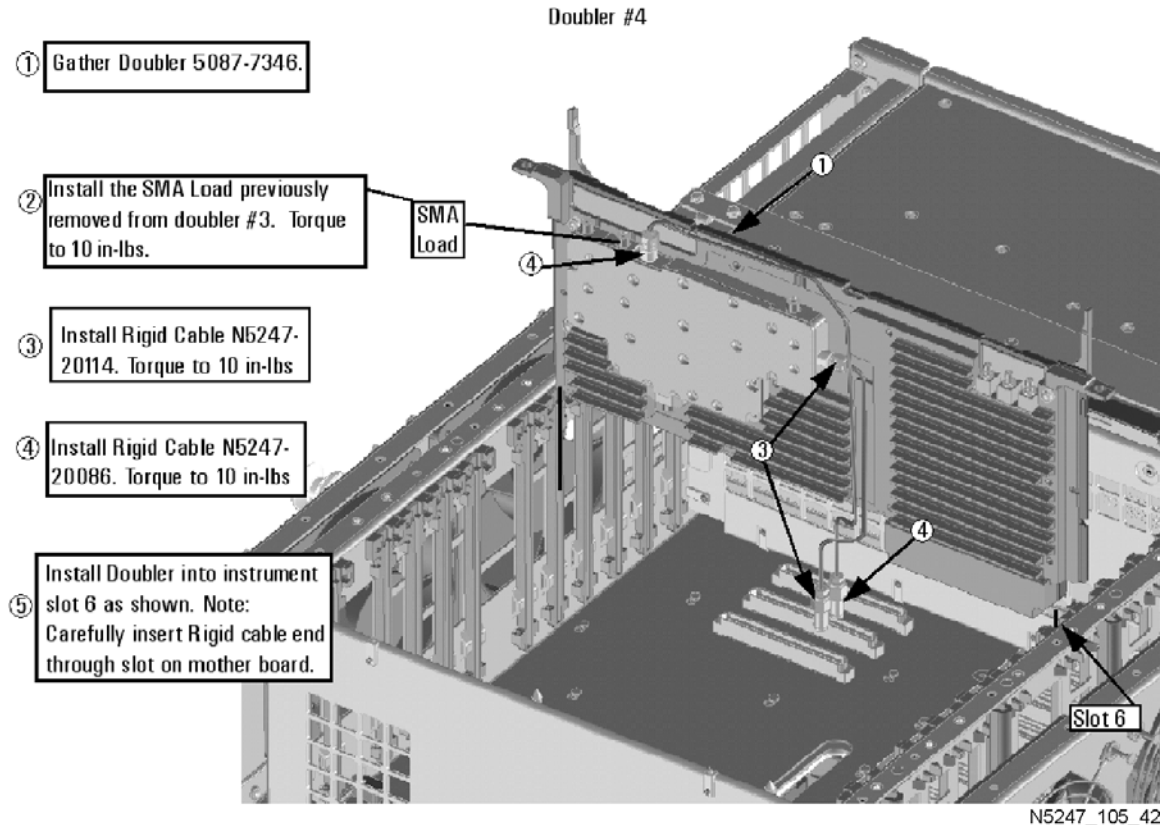 Doubler #4
① Gather Doubler 5087-7346.
② Install the SMA Load previously
removed from doubler #3. Torque
to 10 in-lbs.
③ Install Rigid Cable N5247-
20114. Torque to 10 in-lbs
④ Install Rigid Cable N5247-
20086. Torque to 10 in-lbs
⑤ Install Doubler into instrument
slot 6 as shown. Note:
Carefully insert Rigid cable end
through slot on mother board.
①
SMA
Load
④
③
④
Slot 6
N5247_105_42